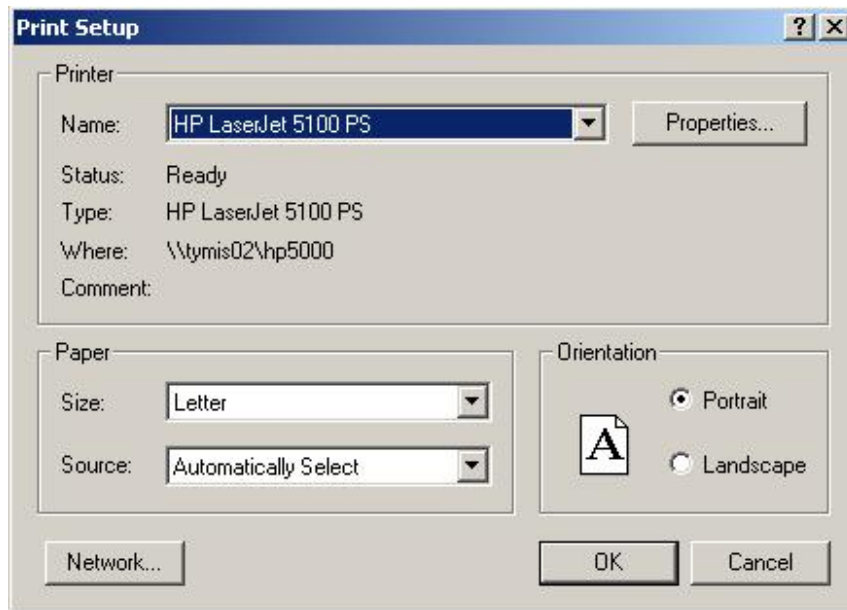 Print Setup
Printer
Name: HP LaserJet 5100 PS Properties...
Status: Ready
Type: HP LaserJet 5100 PS
Where: \\tymis02\hp5000
Comment:
Paper
Size: Letter
Source: Automatically Select
Orientation
A
Portrait
Landscape
Network... OK Cancel